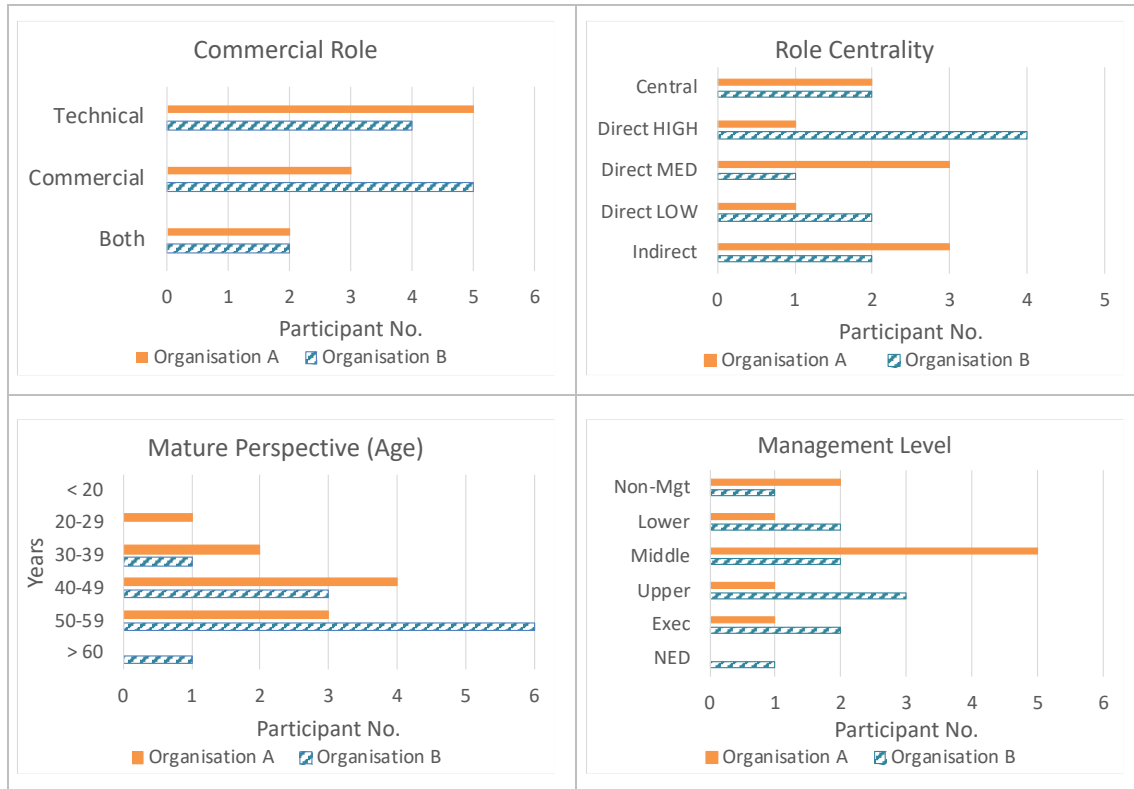 Commercial Role
Technical
Commercial
Both
0 1 2 3 4 5 6
Participant No.
Organisation A Organisation B
Role Centrality
Central
Direct HIGH
Direct MED
Direct LOW
Indirect
0 1 2 3 4 5
Participant No.
Organisation A Organisation B
Mature Perspective (Age)
Years
< 20
20-29
30-39
40-49
50-59
> 60
0 1 2 3 4 5 6
Participant No.
Organisation A Organisation B
Management Level
Non-Mgt
Lower
Middle
Upper
Exec
NED
0 1 2 3 4 5 6
Participant No.
Organisation A Organisation B